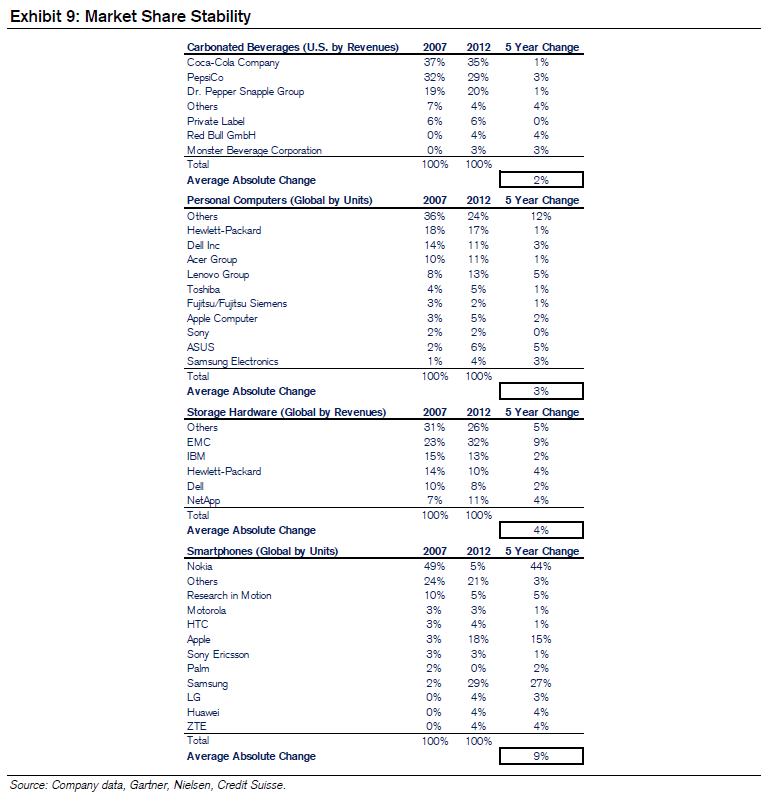 Exhibit 9: Market Share Stability
Carbonated Beverages (U.S. by Revenues) 2007 2012 5 Year Change
Coca-Cola Company 37% 35% 1%
PepsiCo 32% 29% 3%
Dr. Pepper Snapple Group 19% 20% 1%
Others 7% 4% 4%
Private Label 6% 6% 0%
Red Bull GmbH 0% 4% 4%
Monster Beverage Corporation 0% 3% 3%
Total 100% 100%
Average Absolute Change 2%
Personal Computers (Global by Units) 2007 2012 5 Year Change
Others 36% 24% 12%
Hewlett-Packard 18% 17% 1%
Dell Inc 14% 11% 3%
Acer Group 10% 11% 1%
Lenovo Group 8% 13% 5%
Toshiba 4% 5% 1%
Fujitsu/Fujitsu Siemens 3% 2% 1%
Apple Computer 3% 5% 2%
Sony 2% 2% 0%
ASUS 2% 6% 5%
Samsung Electronics 1% 4% 3%
Total 100% 100%
Average Absolute Change 3%
Storage Hardware (Global by Revenues) 2007 2012 5 Year Change
Others 31% 26% 5%
EMC 23% 32% 9%
IBM 15% 13% 2%
Hewlett-Packard 14% 10% 4%
Dell 10% 8% 2%
NetApp 7% 11% 4%
Total 100% 100%
Average Absolute Change 4%
Smartphones (Global by Units) 2007 2012 5 Year Change
Nokia 49% 5% 44%
Others 24% 21% 3%
Research in Motion 10% 5% 5%
Motorola 3% 3% 1%
HTC 3% 4% 1%
Apple 3% 18% 15%
Sony Ericsson 3% 3% 1%
Palm 2% 0% 2%
Samsung 2% 29% 27%
LG 0% 4% 3%
Huawei 0% 4% 4%
ZTE 0% 4% 4%
Total 100% 100%
Average Absolute Change 9%
Source: Company data, Gartner, Nielsen, Credit Suisse.